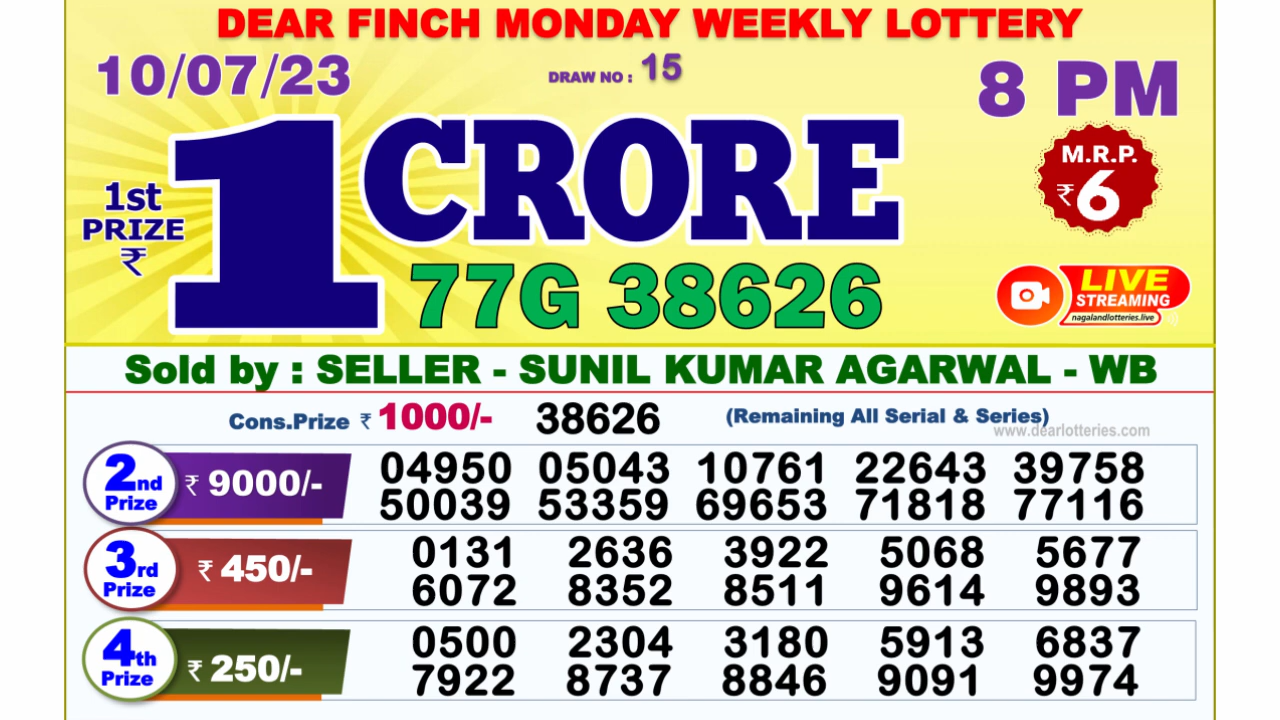 DEAR FINCH MONDAY WEEKLY LOTTERY
10/07/23
DRAW NO : 15
8 PM
1st
PRIZE
₹
1 CRORE
77G 38626
M.R.P.
₹6
LIVE
STREAMING
nagalandlotteries.live
Sold by : SELLER - SUNIL KUMAR AGARWAL - WB
Cons.Prize ₹ 1000/- 38626 (Remaining All Serial & Series)
www.dearlotteries.com
2nd
Prize
₹ 9000/-
04950 05043 10761 22643 39758
50039 53359 69653 71818 77116
3rd
Prize
₹ 450/-
0131 2636 3922 5068 5677
6072 8352 8511 9614 9893
4th
Prize
₹ 250/-
0500 2304 3180 5913 6837
7922 8737 8846 9091 9974